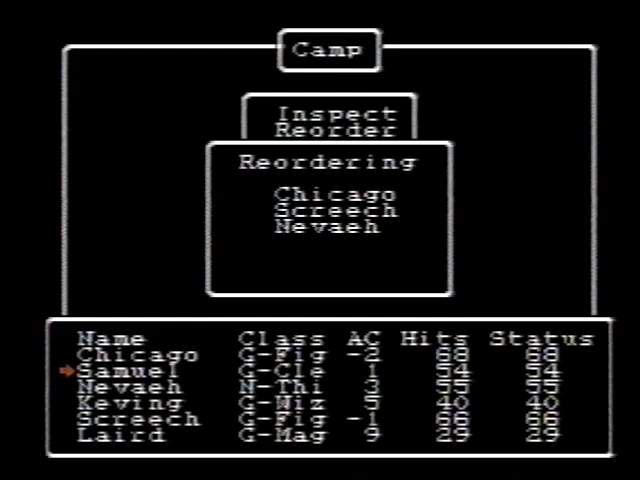 Camp
Inspect
Reorder
Reordering
Chicago
Screech
Nevaeh
Name Class AC Hits Status
Chicago G-Fig -2 68 68
Samuel G-Cle 1 54 54
Nevaeh N-Thi 3 55 55
Keving G-Wiz 5 40 40
Screech G-Fig -1 66 66
Laird G-Mag 9 29 29